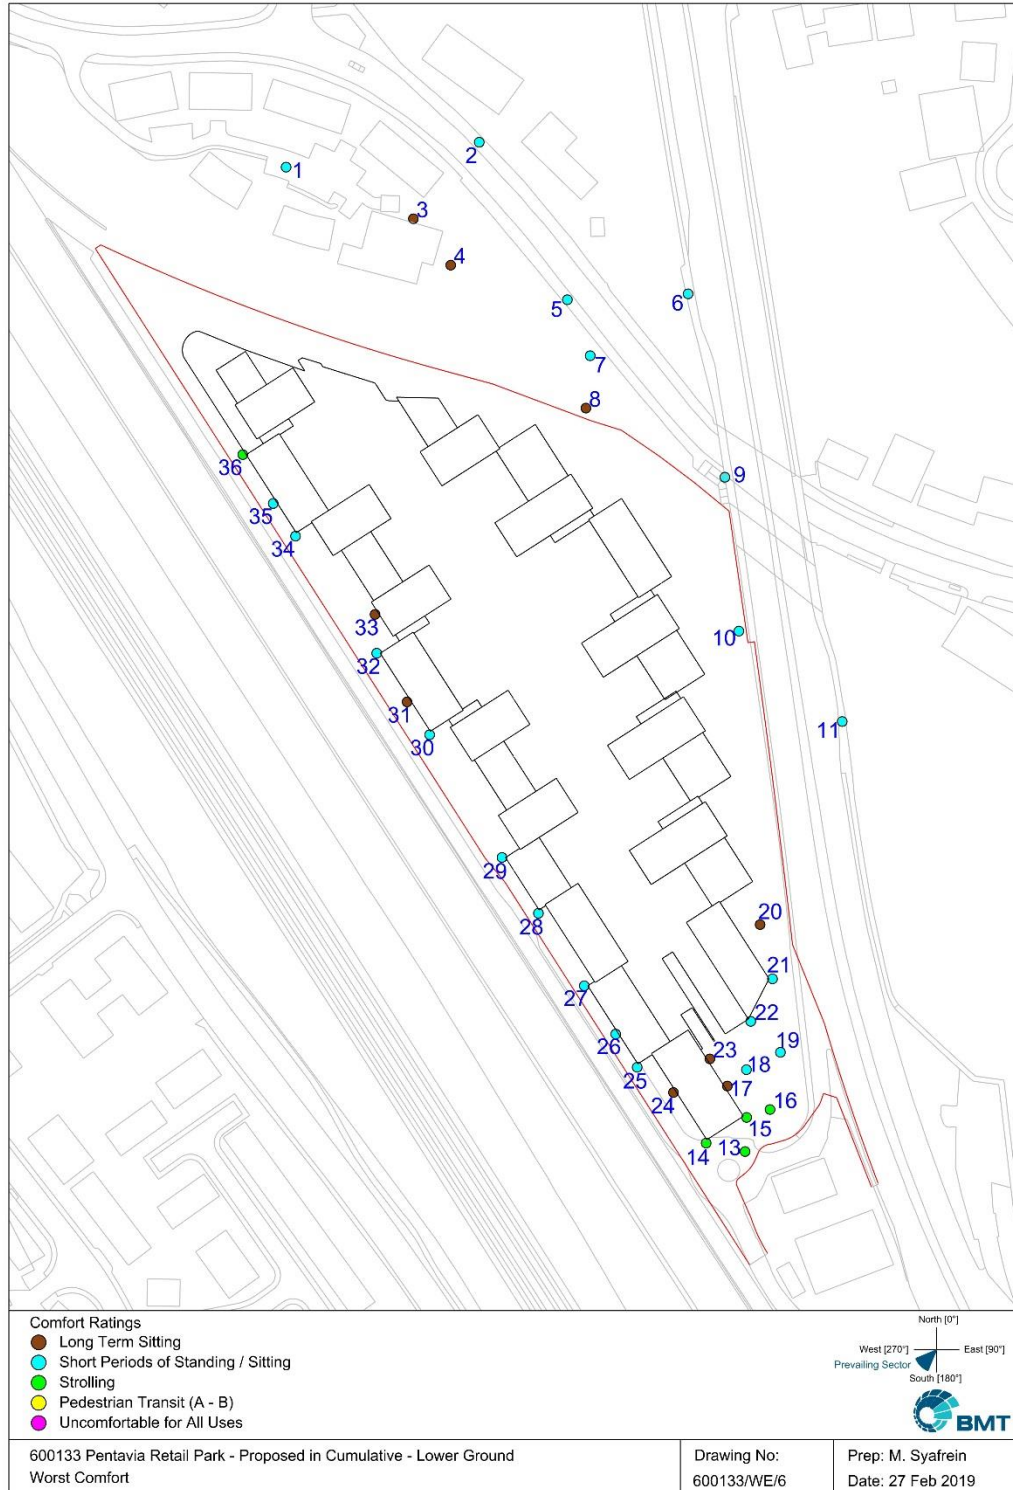 1
2
3
4
5
6
7
8
9
36
35
34
10
33
32
11
31
30
29
20
28
21
27
22
26
19
23
18
25
17
24
16
15
14
13
Comfort Ratings
Long Term Sitting
Short Periods of Standing / Sitting
Strolling
Pedestrian Transit (A - B)
Uncomfortable for All Uses
North [0°]
West [270°]
East [90°]
Prevailing Sector
South [180°]
BMT
600133 Pentavia Retail Park - Proposed in Cumulative - Lower Ground
Worst Comfort
Drawing No:
600133/WE/6
Prep: M. Syafrein
Date: 27 Feb 2019